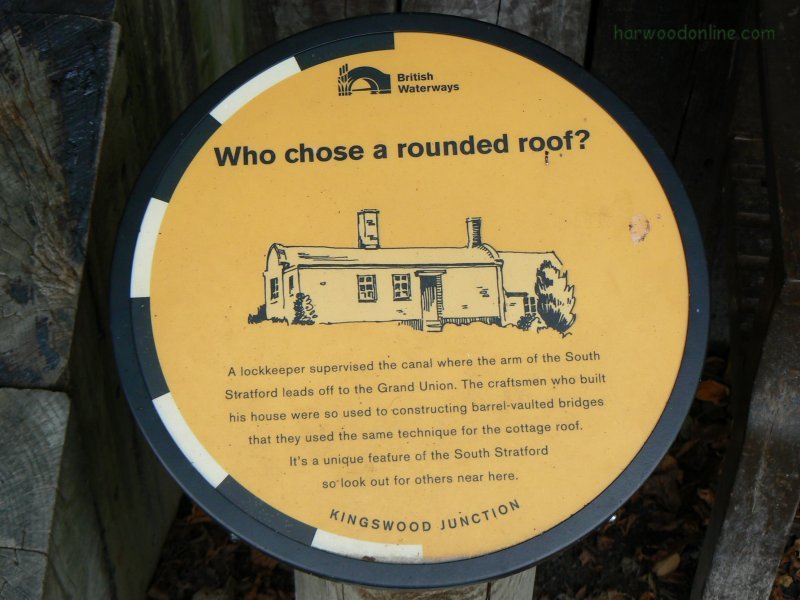 harwoodonline.com
British
Waterways
Who chose a rounded roof?
A lockkeeper supervised the canal where the arm of the South
Stratford leads off to the Grand Union. The craftsmen who built
his house were so used to constructing barrel-vaulted bridges
that they used the same technique for the cottage roof.
It's a unique feature of the South Stratford
so look out for others near here.
KINGSWOOD JUNCTION